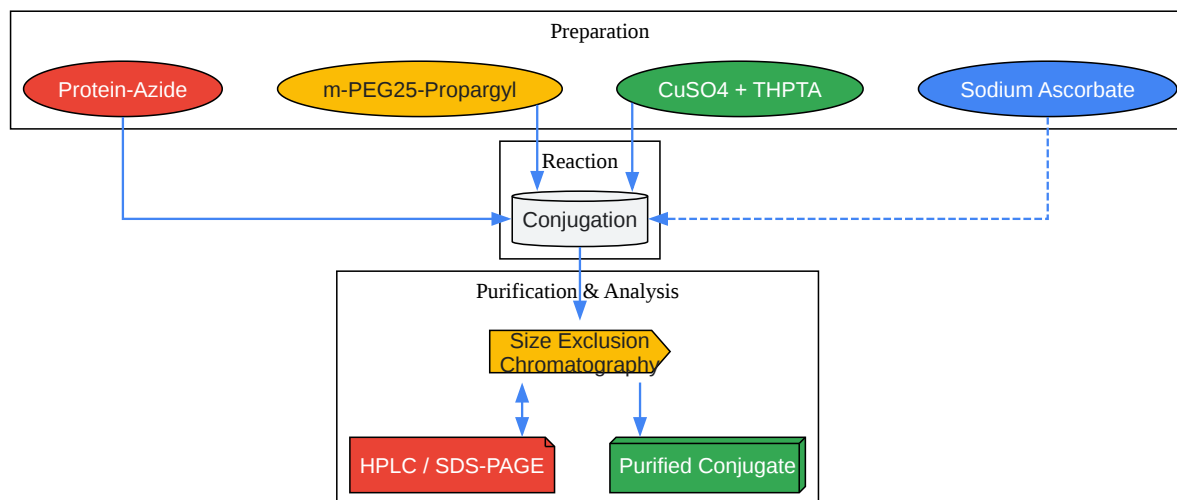 Preparation
Protein-Azide
m-PEG25-Propargyl
CuSO4 + THPTA
Sodium Ascorbate
Reaction
Conjugation
Purification & Analysis
Size Exclusion
Chromatography
HPLC / SDS-PAGE
Purified Conjugate